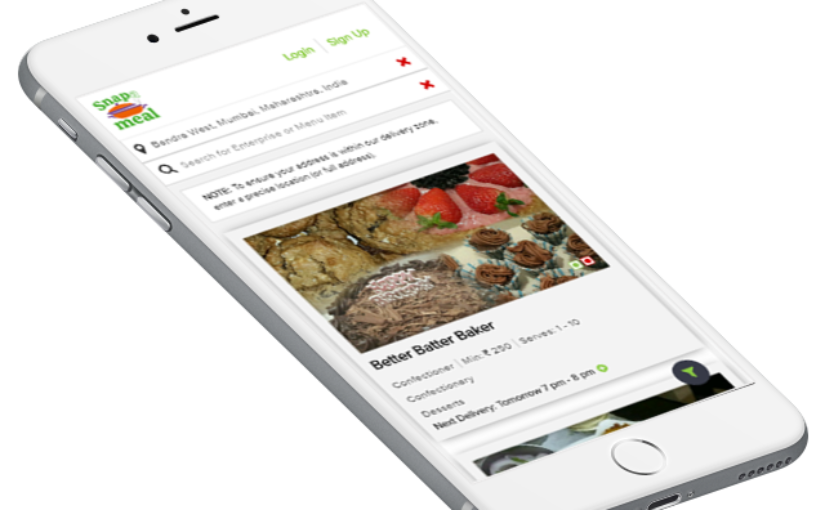 Login | Sign Up
Snap
meal
Bandra West, Mumbai, Maharashtra, India
Search for Enterprise or Menu Item
NOTE: To ensure your address is within our delivery zone,
enter a precise location (or full address).
Better Batter Baker
Confectioner | Min: ₹ 250 | Serves: 1 - 10
Confectionery
Desserts
Next Delivery: Tomorrow 7 pm - 8 pm